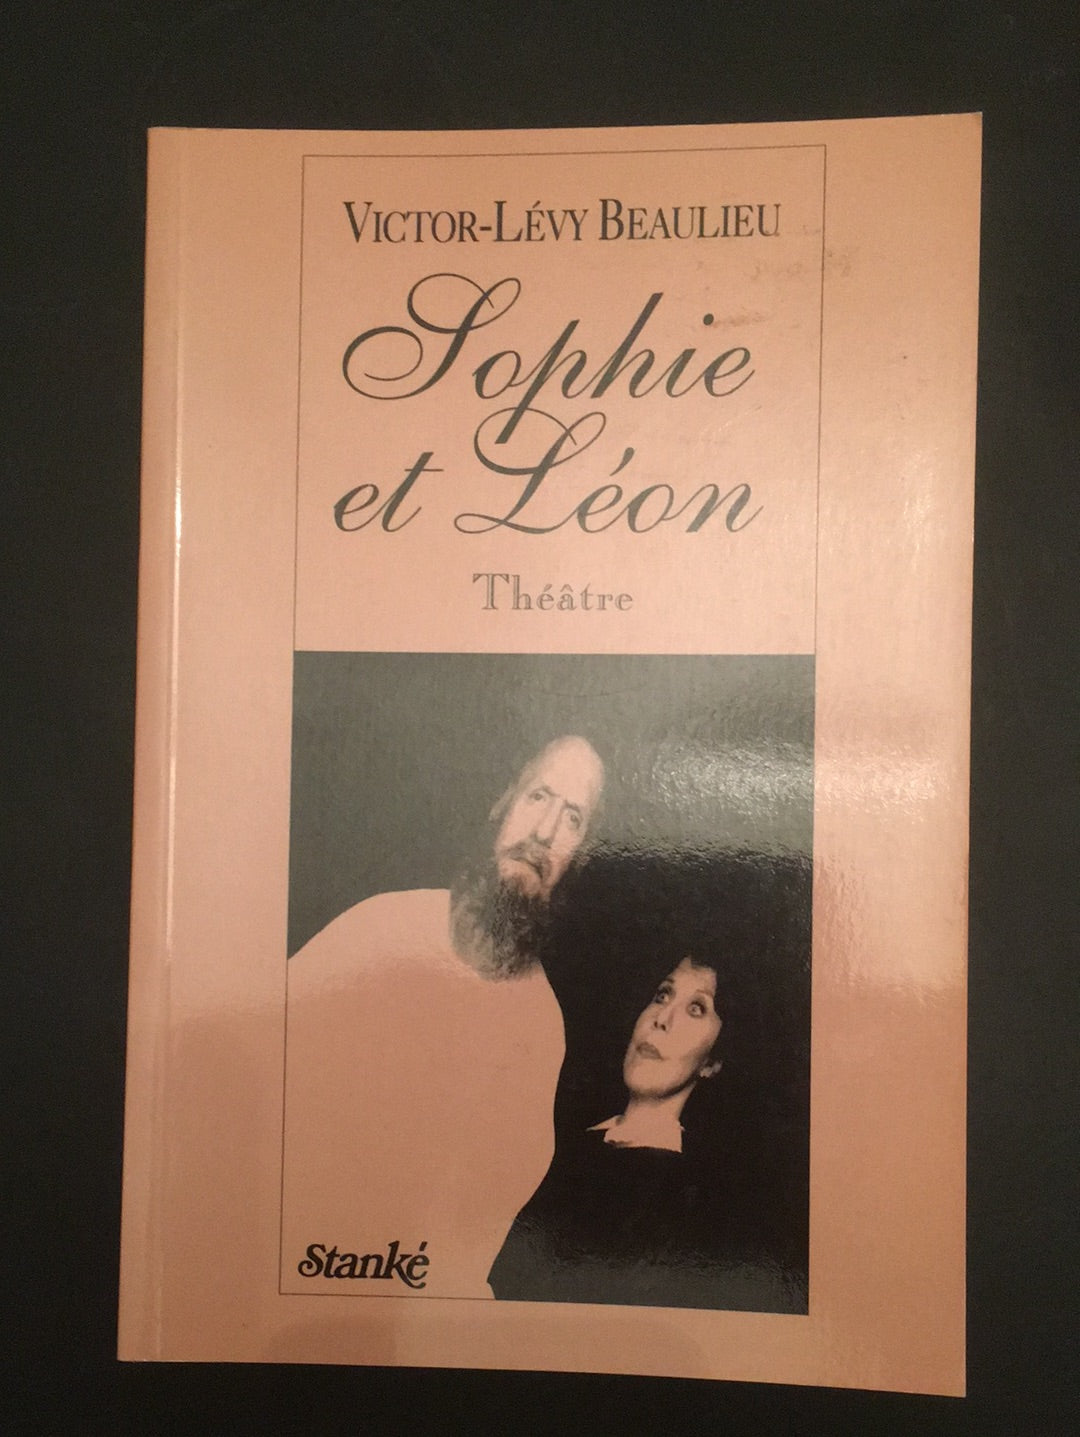 VICTOR-LÉVY BEAULIEU
Sophie
et Léon
Théâtre
Stanké